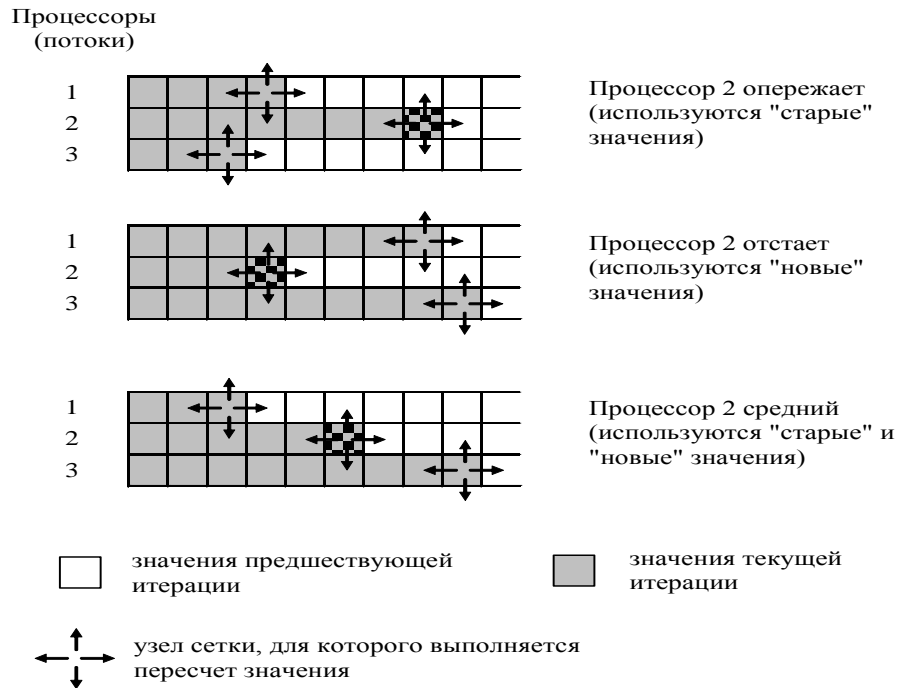 Процессоры
(потоки)
1
2
3
Процессор 2 опережает
(используются "старые"
значения)
1
2
3
Процессор 2 отстает
(используются "новые"
значения)
1
2
3
Процессор 2 средний
(используются "старые" и
"новые" значения)
значения предшествующей
итерации
значения текущей
итерации
узел сетки, для которого выполняется
пересчет значения